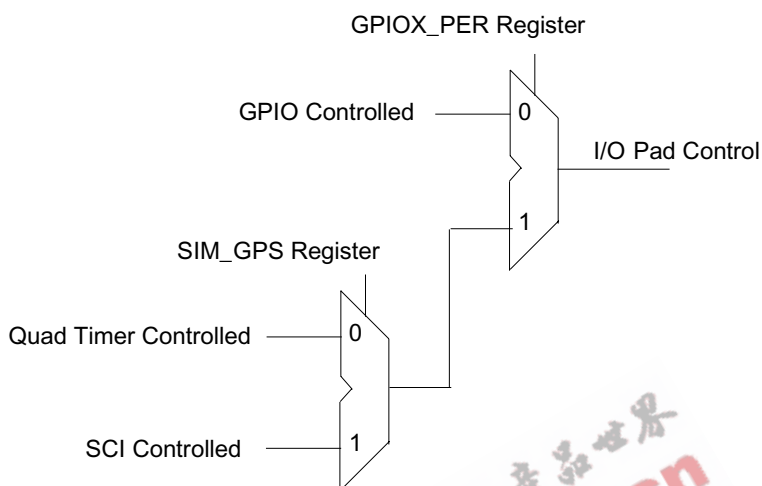 GPIOX_PER Register
GPIO Controlled
0
I/O Pad Control
1
SIM_GPS Register
Quad Timer Controlled
0
SCI Controlled
1